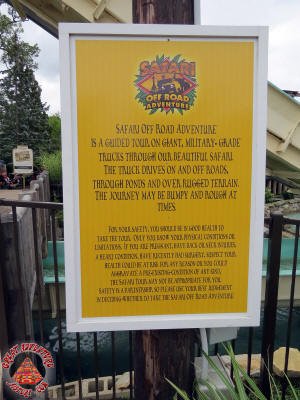 SAFARI
OFF ROAD
ADVENTURE
SAFARI OFF ROAD ADVENTURE
IS A GUIDED TOUR ON GIANT, MILITARY-GRADE
TRUCKS THROUGH OUR BEAUTIFUL SAFARI.
THE TRUCK DRIVES ON AND OFF ROADS,
THROUGH PONDS AND OVER RUGGED TERRAIN.
THE JOURNEY MAY BE BUMPY AND ROUGH AT
TIMES.
FOR YOUR SAFETY, YOU SHOULD BE IN GOOD HEALTH TO
TAKE THE TOUR. ONLY YOU KNOW YOUR PHYSICAL CONDITIONS OR
LIMITATIONS. IF YOU ARE PREGNANT, HAVE BACK OR NECK INJURIES,
A HEART CONDITION, HAVE RECENTLY HAD SURGERY, SUSPECT YOUR
HEALTH COULD BE AT RISK FOR ANY REASON OR YOU COULD
AGGRAVATE A PRE-EXISTING CONDITION OF ANY KIND,
THE SAFARI TOUR MAY NOT BE APPROPRIATE FOR YOU.
SAFETY IS A PARTNERSHIP, SO PLEASE USE BEST JUDGEMENT
IN DECIDING WHETHER TO TAKE THE SAFARI OFF ROAD ADVENTURE